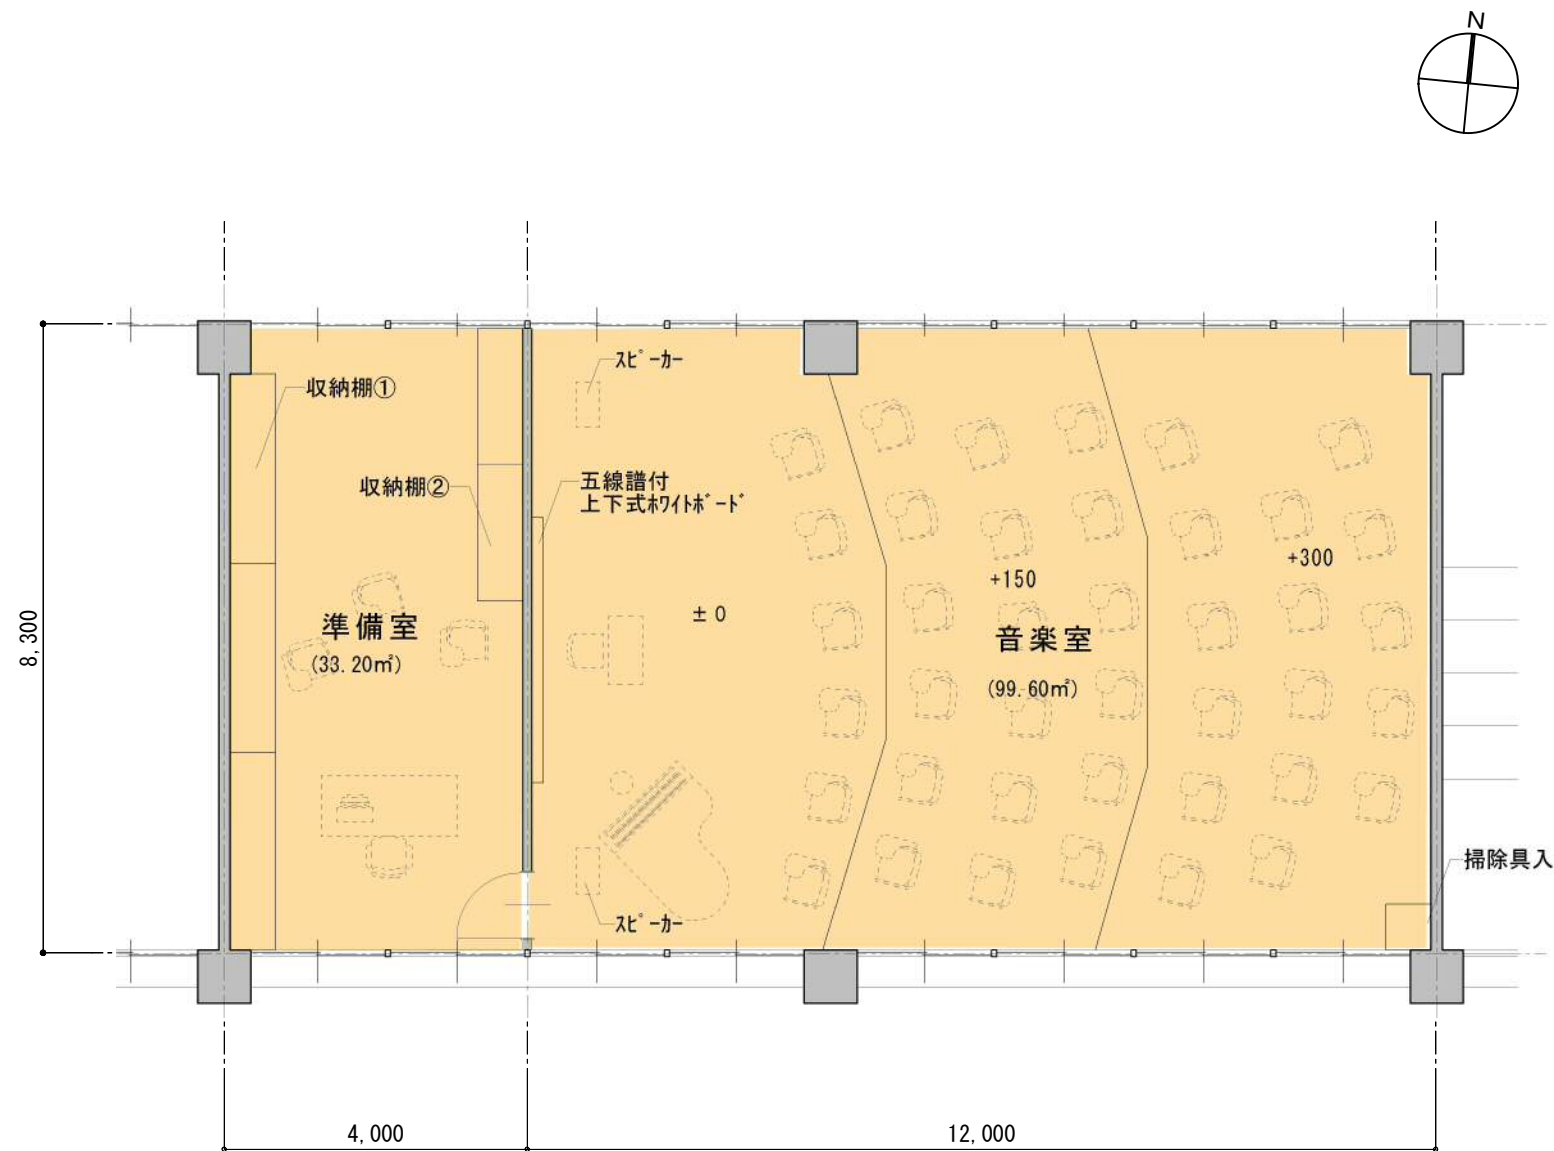 N
スピーカー
収納棚①
収納棚②
五線譜付
上下式ホワイトボード
+300
+150
±0
8,300
準備室
(33.20㎡)
音楽室
(99.60㎡)
掃除具入
スピーカー
4,000
12,000